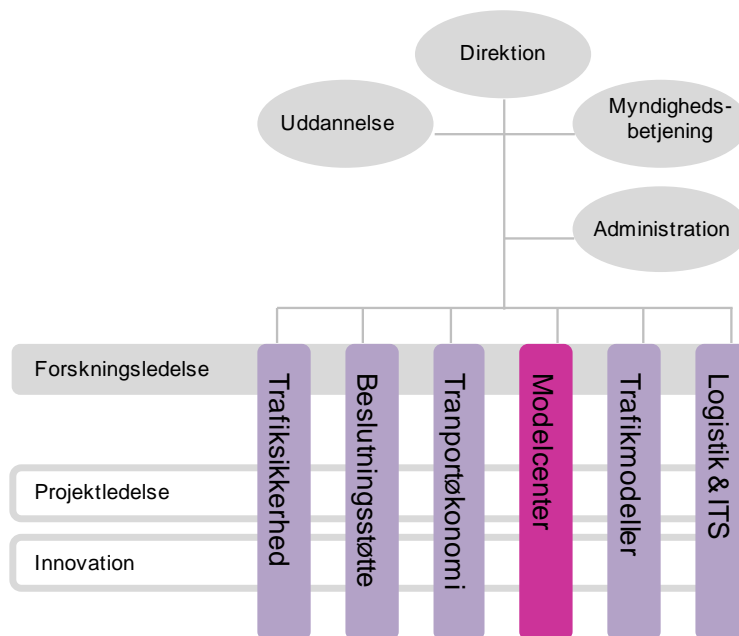 Direktion
Uddannelse
Myndigheds-
betjening
Administration
Forskningsledelse
Projektledelse
Innovation
Trafiksikkerhed
Beslutningsstøtte
Tranportøkonomi
Modelcenter
Trafikmodeller
Logistik & ITS